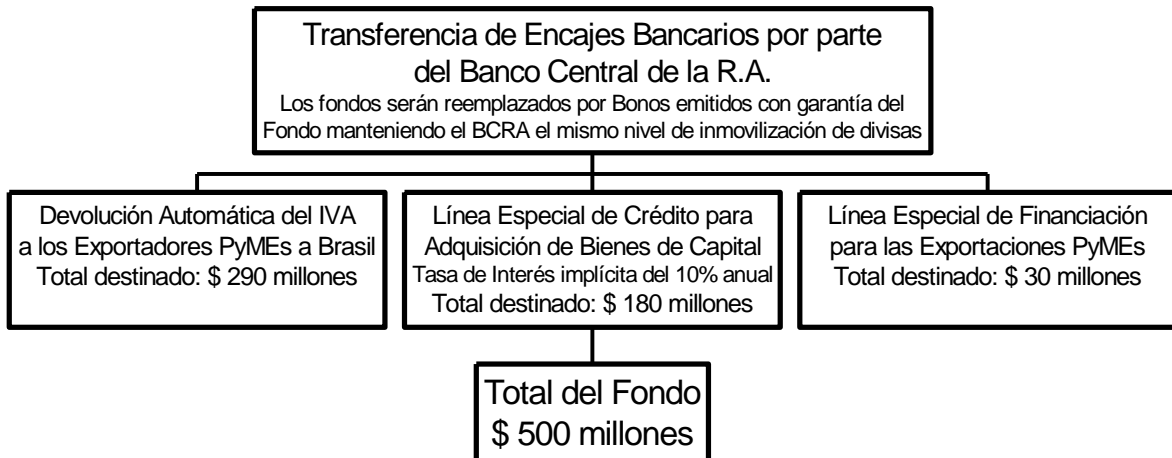 Transferencia de Encajes Bancarios por parte
del Banco Central de la R.A.
Los fondos serán reemplazados por Bonos emitidos con garantía del
Fondo manteniendo el BCRA el mismo nivel de inmovilización de divisas
Devolución Automática del IVA
a los Exportadores PyMEs a Brasil
Total destinado: $ 290 millones
Línea Especial de Crédito para
Adquisición de Bienes de Capital
Tasa de Interés implícita del 10% anual
Total destinado: $ 180 millones
Línea Especial de Financiación
para las Exportaciones PyMEs
Total destinado: $ 30 millones
Total del Fondo
$ 500 millones